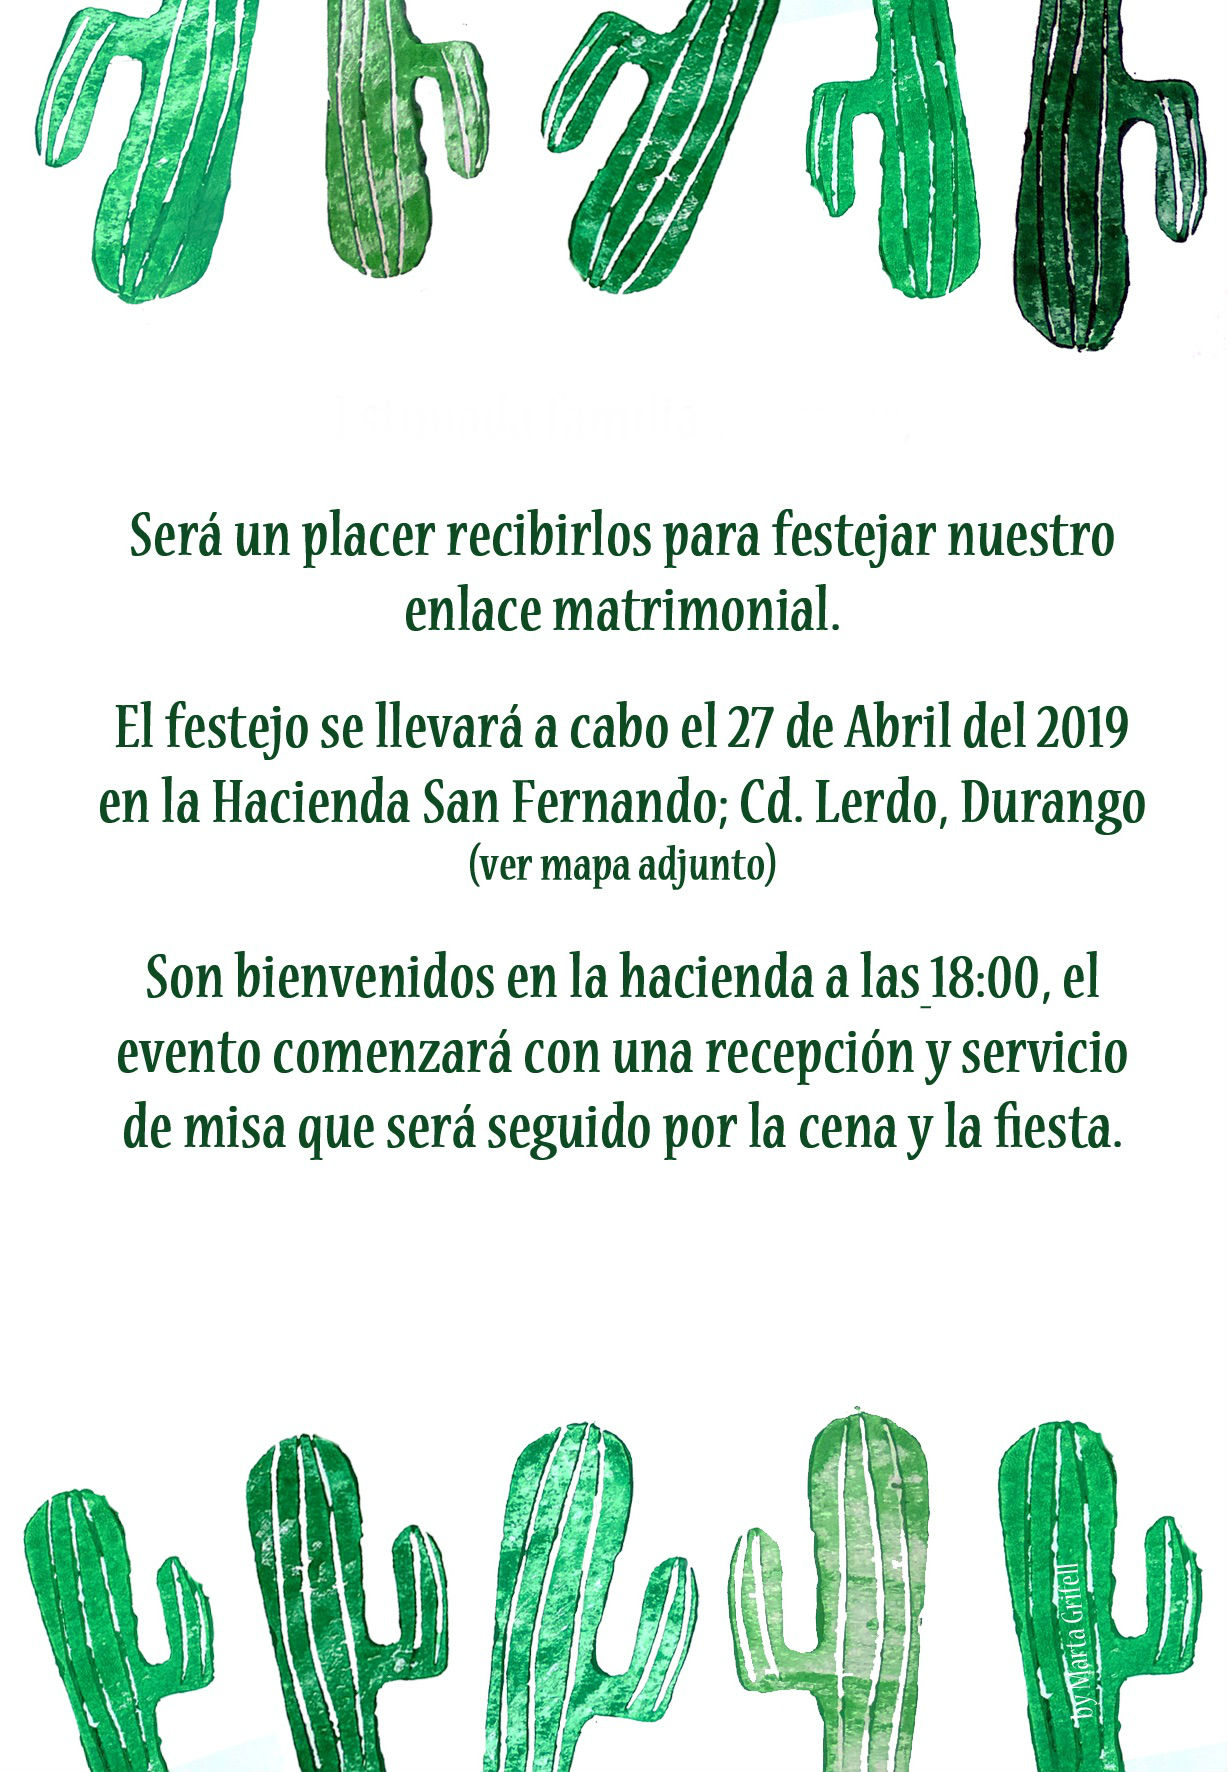 Será un placer recibirlos para festejar nuestro
enlace matrimonial.
El festejo se llevará a cabo el 27 de Abril del 2019
en la Hacienda San Fernando; Cd. Lerdo, Durango
(ver mapa adjunto)
Son bienvenidos en la hacienda a las 18:00, el
evento comenzará con una recepción y servicio
de misa que será seguido por la cena y la fiesta.
by Marta Grifell